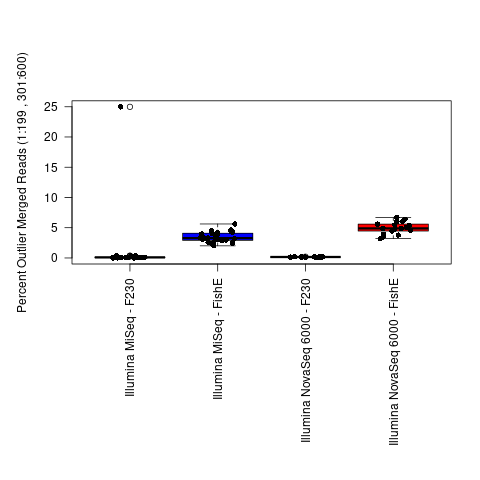 Percent Outlier Merged Reads (1:199 , 301:600)
25
20
15
10
5
0
Illumina MiSeq - F230
Illumina MiSeq - FishE
Illumina NovaSeq 6000 - F230
Illumina NovaSeq 6000 - FishE